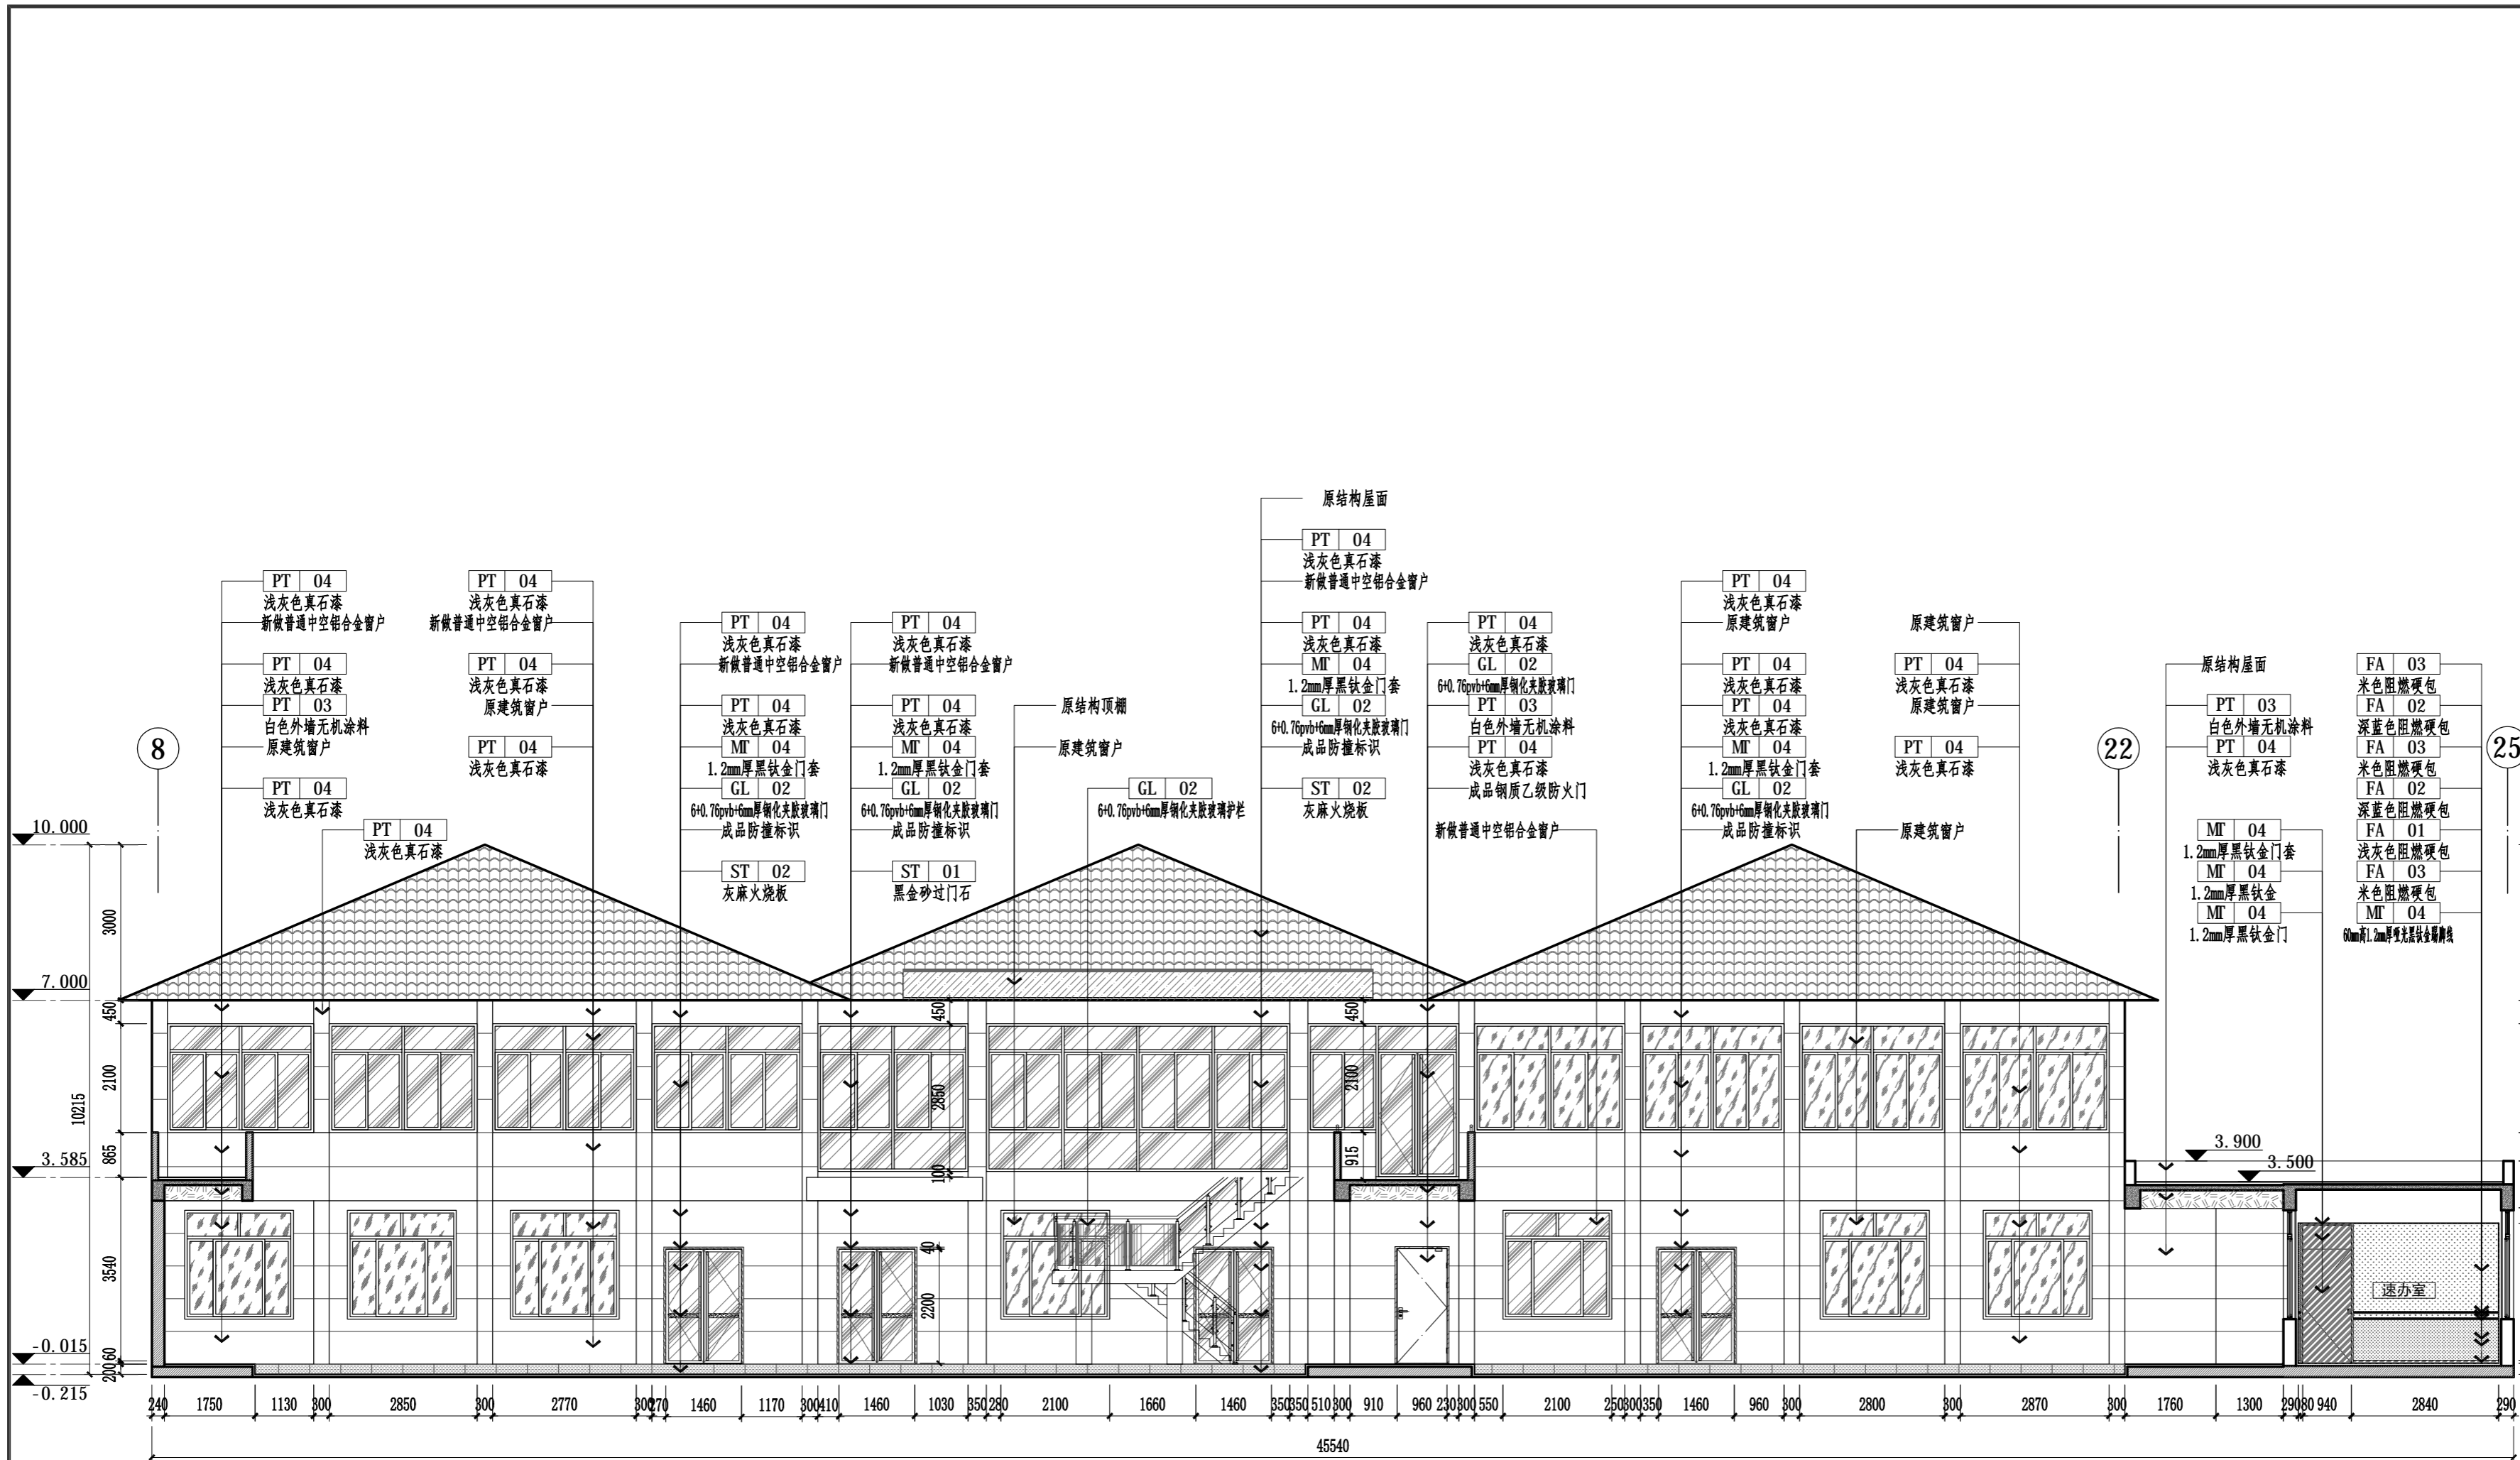 原结构屋面
PT 04
浅灰色真石漆
新做普通中空铝合金窗户
PT 04
浅灰色真石漆
MT 04
1.2mm厚黑钛金门套
GL 02
6+0.76pvb+6mm厚钢化夹胶玻璃门
成品防撞标识
ST 02
灰麻火烧板
PT 04
浅灰色真石漆
新做普通中空铝合金窗户
PT 04
浅灰色真石漆
PT 03
白色外墙无机涂料
原建筑窗户
PT 04
浅灰色真石漆
PT 04
浅灰色真石漆
PT 04
浅灰色真石漆
新做普通中空铝合金窗户
PT 04
浅灰色真石漆
原建筑窗户
PT 04
浅灰色真石漆
PT 04
浅灰色真石漆
新做普通中空铝合金窗户
PT 04
浅灰色真石漆
MT 04
1.2mm厚黑钛金门套
GL 02
6+0.76pvb+6mm厚钢化夹胶玻璃门
成品防撞标识
ST 02
灰麻火烧板
PT 04
浅灰色真石漆
新做普通中空铝合金窗户
PT 04
浅灰色真石漆
MT 04
1.2mm厚黑钛金门套
GL 02
6+0.76pvb+6mm厚钢化夹胶玻璃门
成品防撞标识
ST 01
黑金砂过门石
原结构顶棚
原建筑窗户
GL 02
6+0.76pvb+6mm厚钢化夹胶玻璃护栏
PT 04
浅灰色真石漆
GL 02
6+0.76pvb+6mm厚钢化夹胶玻璃门
PT 03
白色外墙无机涂料
PT 04
浅灰色真石漆
成品钢质乙级防火门
新做普通中空铝合金窗户
PT 04
浅灰色真石漆
原建筑窗户
PT 04
浅灰色真石漆
PT 04
浅灰色真石漆
MT 04
1.2mm厚黑钛金门套
GL 02
6+0.76pvb+6mm厚钢化夹胶玻璃门
成品防撞标识
原建筑窗户
PT 04
浅灰色真石漆
原建筑窗户
PT 04
浅灰色真石漆
原建筑窗户
原结构屋面
PT 03
白色外墙无机涂料
PT 04
浅灰色真石漆
MT 04
1.2mm厚黑钛金门套
MT 04
1.2mm厚黑钛金
MT 04
1.2mm厚黑钛金门
FA 03
米色阻燃硬包
FA 02
深蓝色阻燃硬包
FA 03
米色阻燃硬包
FA 02
深蓝色阻燃硬包
FA 01
浅灰色阻燃硬包
FA 03
米色阻燃硬包
MT 04
60mm高1.2mm厚哑光黑钛金踢脚线
8
22
25
10.000
7.000
3.585
-0.015
-0.215
3000
450
2100
865
3540
60
200
10215
450
2850
100
40
2200
450
2100
915
3.900
3.500
速办室
240 1750 1130 300 2850 300 2770 300 270 1460 1170 300 410 1460 1030 350 280 2100 1660 1460 350 350 510 300 910 960 230 300 550 2100 250 300 350 1460 960 300 2800 300 2870 300 1760 1300 290 80 940 2840 290
45540